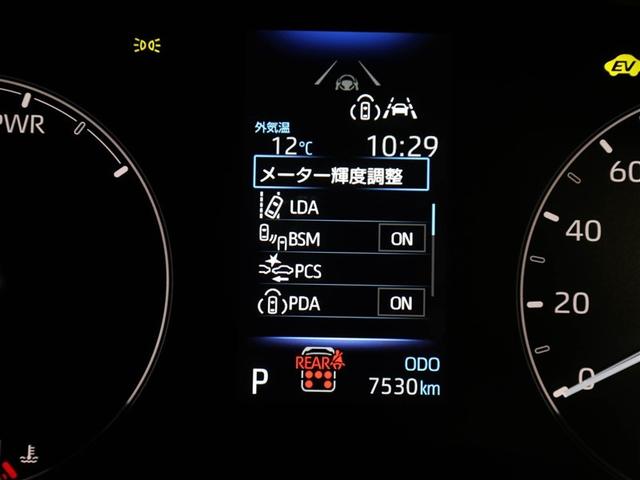 PWR
EV
外気温
12℃
10:29
メーター輝度調整
LDA
BSM ON
PCS
PDA ON
60
40
20
0
REAR
ODO
P
7530km